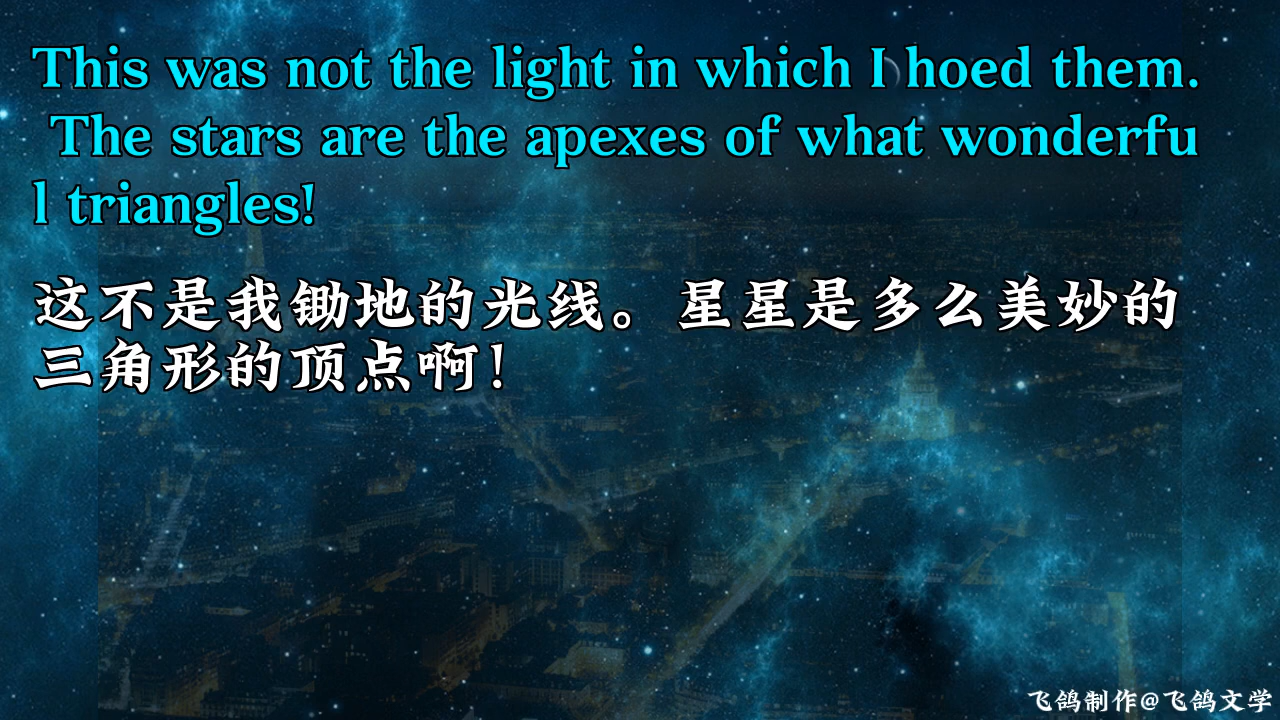 This was not the light in which I hoed them.
The stars are the apexes of what wonderfu
l triangles!
这不是我锄地的光线。星星是多么美妙的
三角形的顶点啊！
飞鸽制作@飞鸽文学